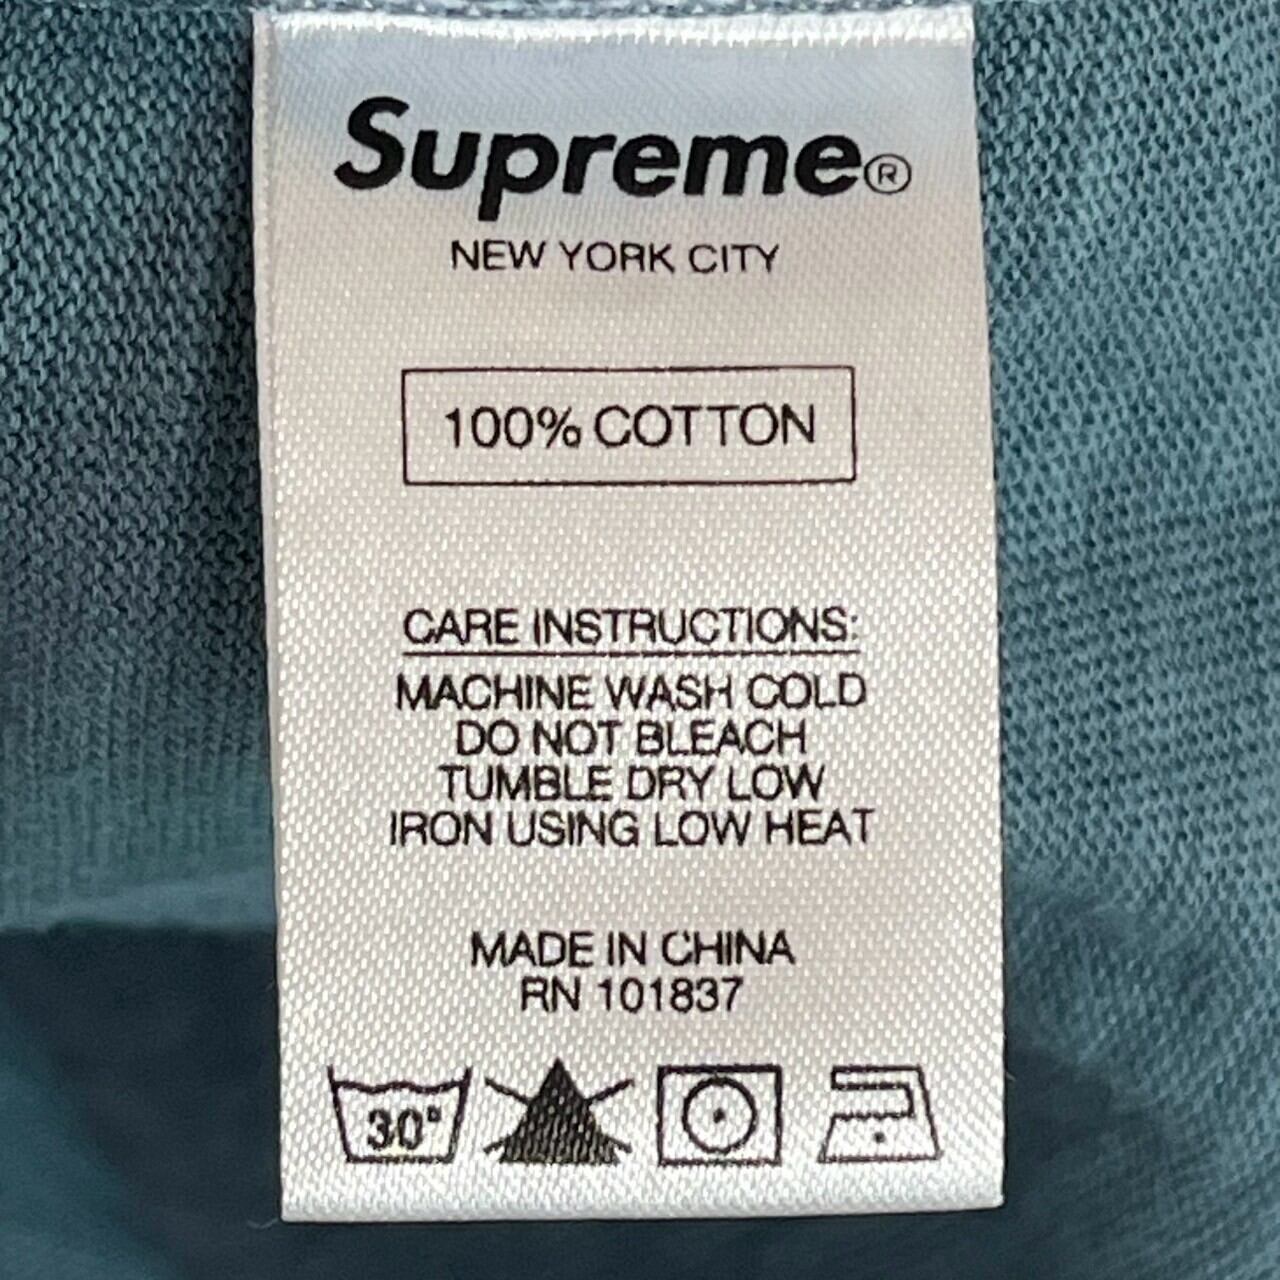 Supreme®
NEW YORK CITY
100% COTTON
CARE INSTRUCTIONS:
MACHINE WASH COLD
DO NOT BLEACH
TUMBLE DRY LOW
IRON USING LOW HEAT
MADE IN CHINA
RN 101837
30°